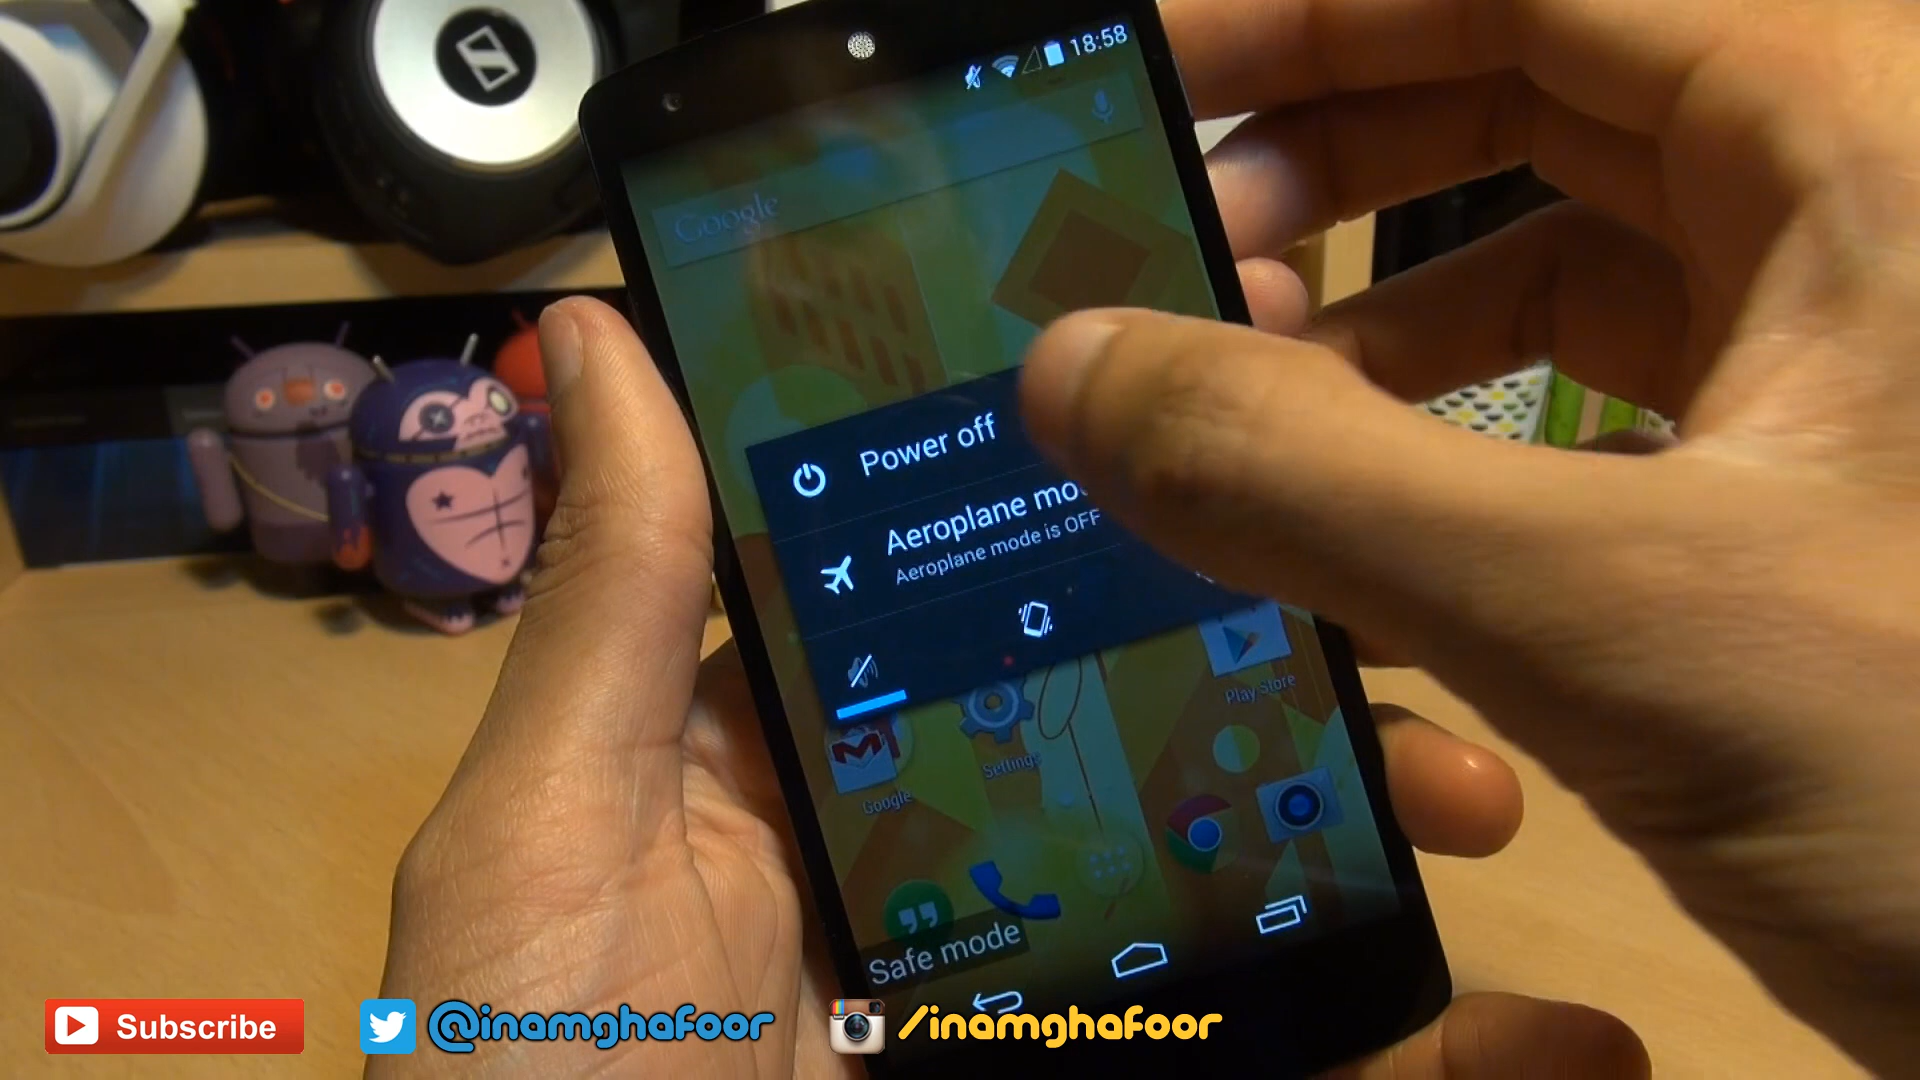 18:58
Google
Power off
Aeroplane mo
Aeroplane mode is OFF
Play Store
Settings
Google
Safe mode
Subscribe
@inamghafoor
/inamghafoor